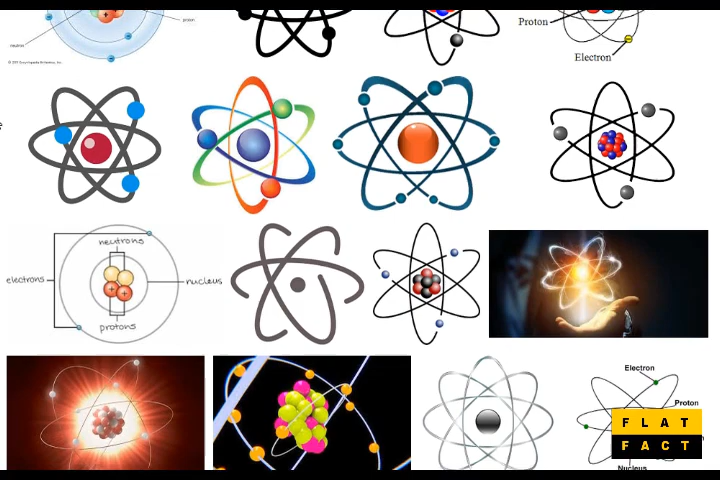 proton
neutron
Proton
Electron
neutrons
electrons
nucleus
protons
Electron
Proton
FLAT
FACT
Nucleus